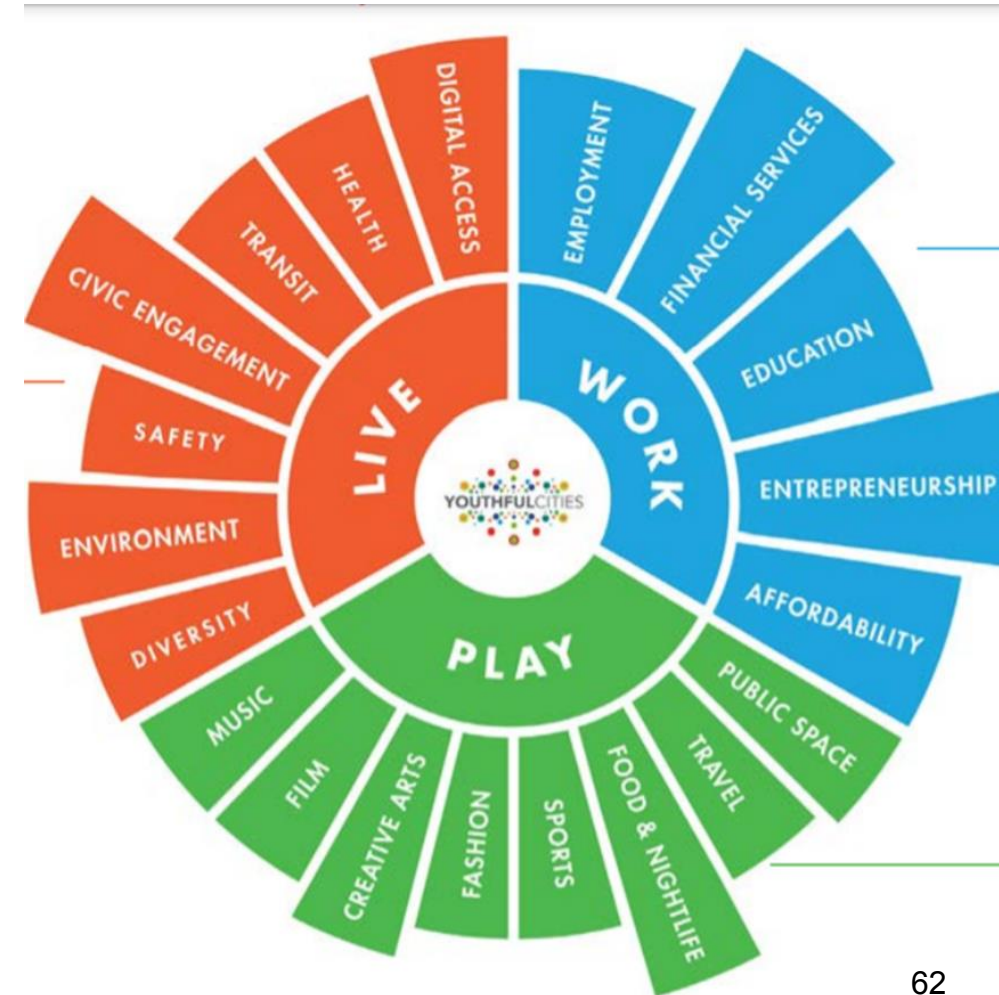 DIGITAL ACCESS
HEALTH
TRANSIT
CIVIC ENGAGEMENT
SAFETY
ENVIRONMENT
DIVERSITY
LIVE
EMPLOYMENT
FINANCIAL SERVICES
EDUCATION
ENTREPRENEURSHIP
AFFORDABILITY
WORK
YOUTHFULCITIES
PLAY
MUSIC
FILM
CREATIVE ARTS
FASHION
SPORTS
FOOD & NIGHTLIFE
TRAVEL
PUBLIC SPACE
62